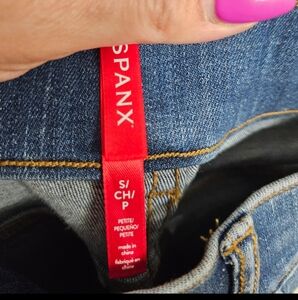 SPANX
S/
CH/
P
PETITE/
PEQUEÑO/
PETITE
made in
china
fabriqué en
chine